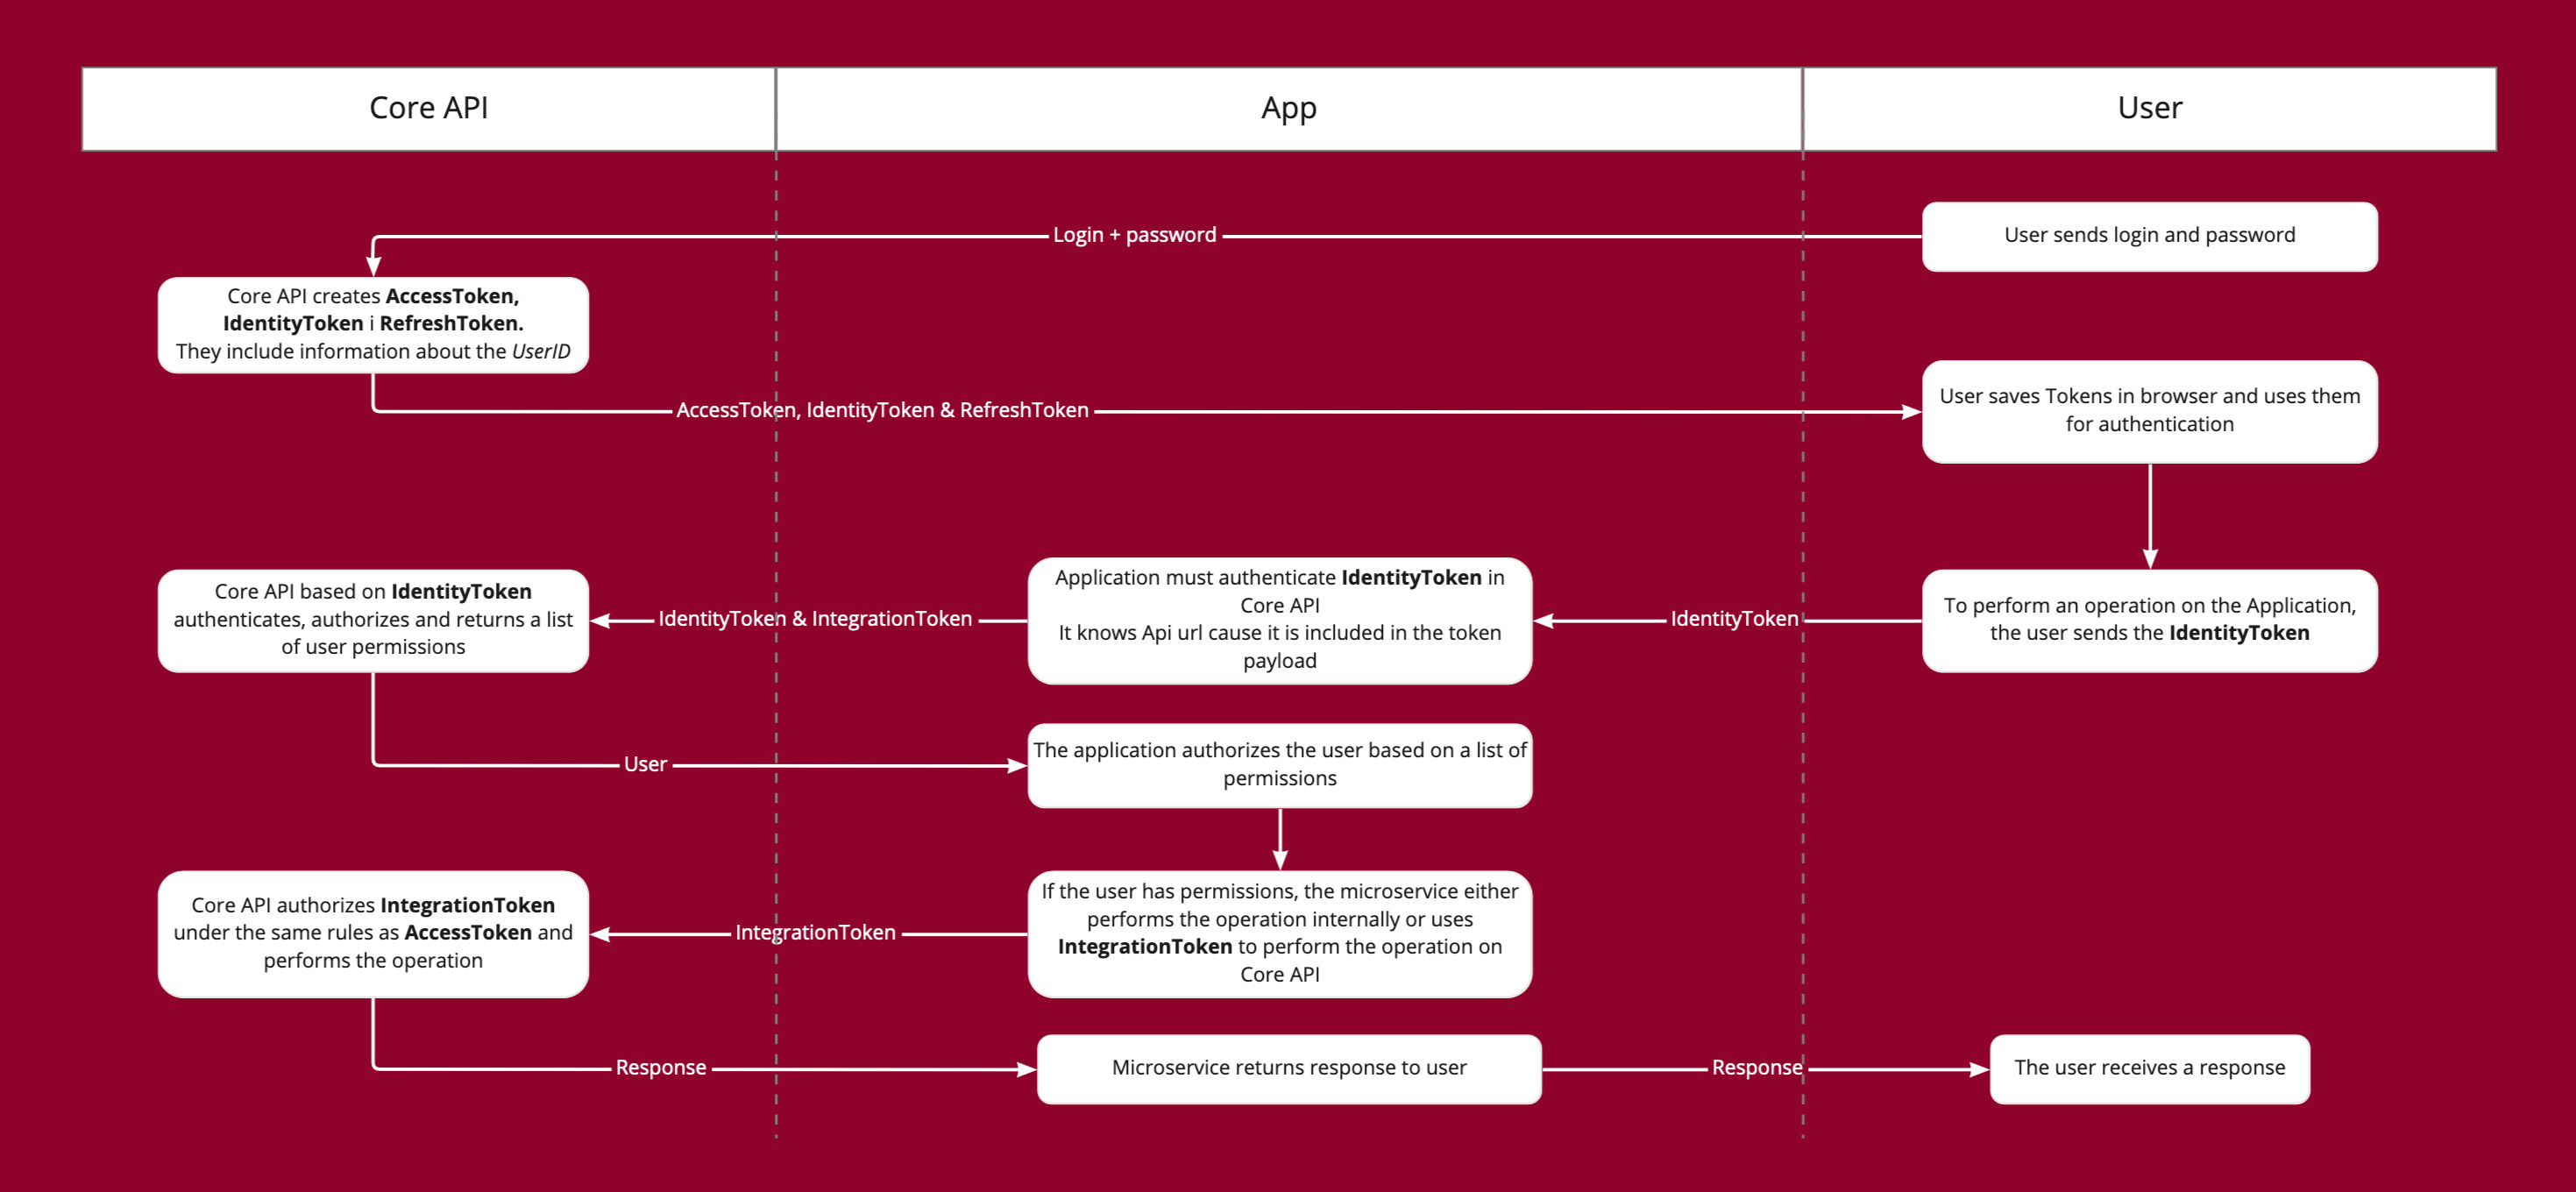 Core API
App
User
User sends login and password
Login + password
Core API creates AccessToken,
IdentityToken i RefreshToken.
They include information about the UserID
AccessToken, IdentityToken & RefreshToken
User saves Tokens in browser and uses them
for authentication
To perform an operation on the Application,
the user sends the IdentityToken
IdentityToken
Application must authenticate IdentityToken in
Core API
It knows Api url cause it is included in the token
payload
IdentityToken & IntegrationToken
Core API based on IdentityToken
authenticates, authorizes and returns a list
of user permissions
User
The application authorizes the user based on a list of
permissions
If the user has permissions, the microservice either
performs the operation internally or uses
IntegrationToken to perform the operation on
Core API
IntegrationToken
Core API authorizes IntegrationToken
under the same rules as AccessToken and
performs the operation
Response
Microservice returns response to user
Response
The user receives a response